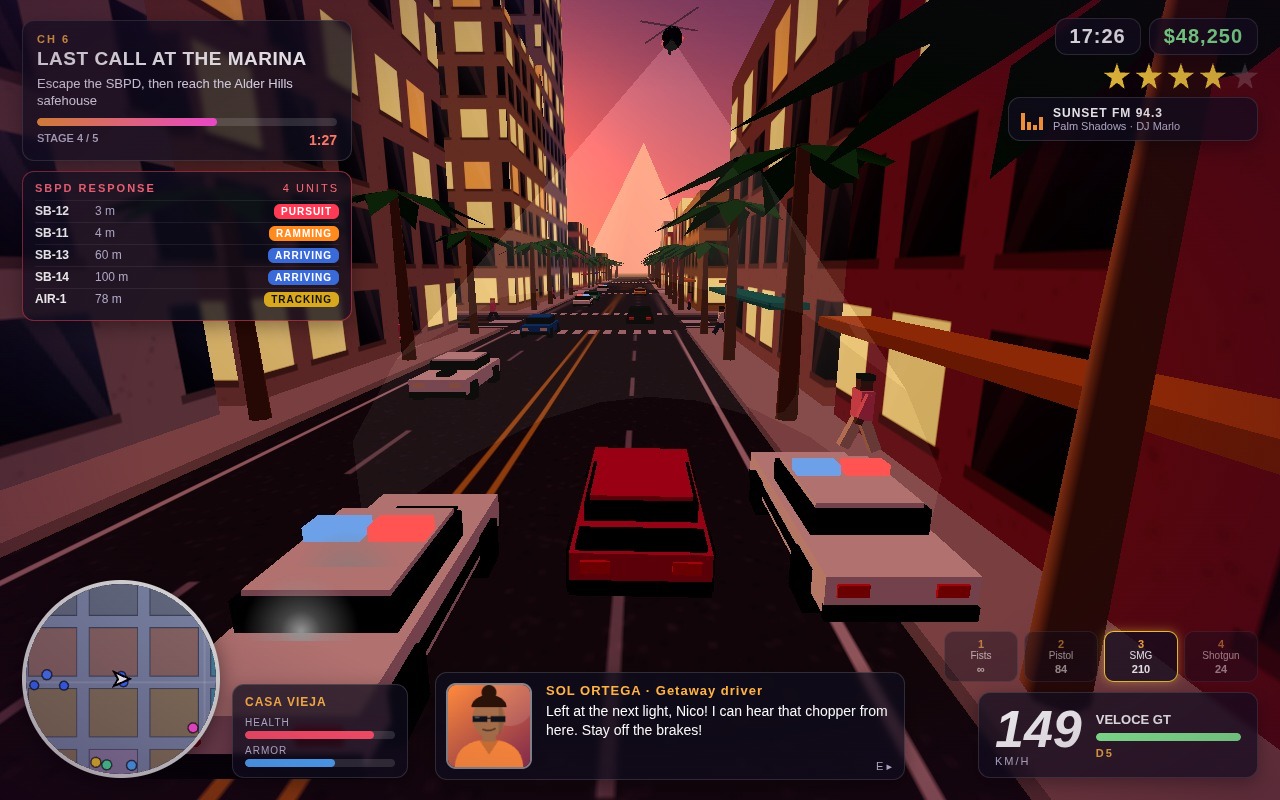 CH 6
LAST CALL AT THE MARINA
Escape the SBPD, then reach the Alder Hills
safehouse
STAGE 4 / 5
1:27
SBPD RESPONSE
4 UNITS
SB-12 3 m PURSUIT
SB-11 4 m RAMMING
SB-13 60 m ARRIVING
SB-14 100 m ARRIVING
AIR-1 78 m TRACKING
17:26
$48,250
SUNSET FM 94.3
Palm Shadows · DJ Marlo
CASA VIEJA
HEALTH
ARMOR
SOL ORTEGA · Getaway driver
Left at the next light, Nico! I can hear that chopper from
here. Stay off the brakes!
E ▸
1
Fists
∞
2
Pistol
84
3
SMG
210
4
Shotgun
24
149
KM/H
VELOCE GT
D5